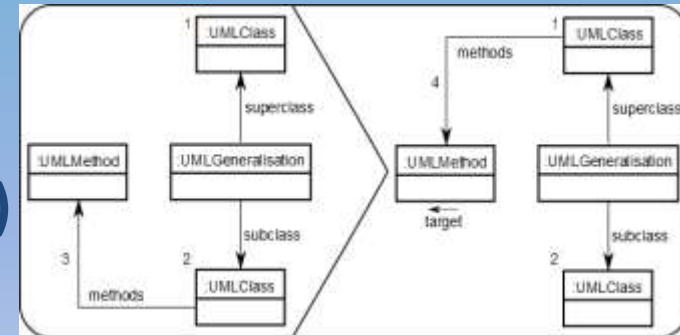 1 :UMLClass
superclass
:UMLMethod :UMLGeneralisation
subclass
3 2 :UMLClass
methods
1 :UMLClass
methods
4
superclass
:UMLMethod :UMLGeneralisation
target
subclass
2 :UMLClass